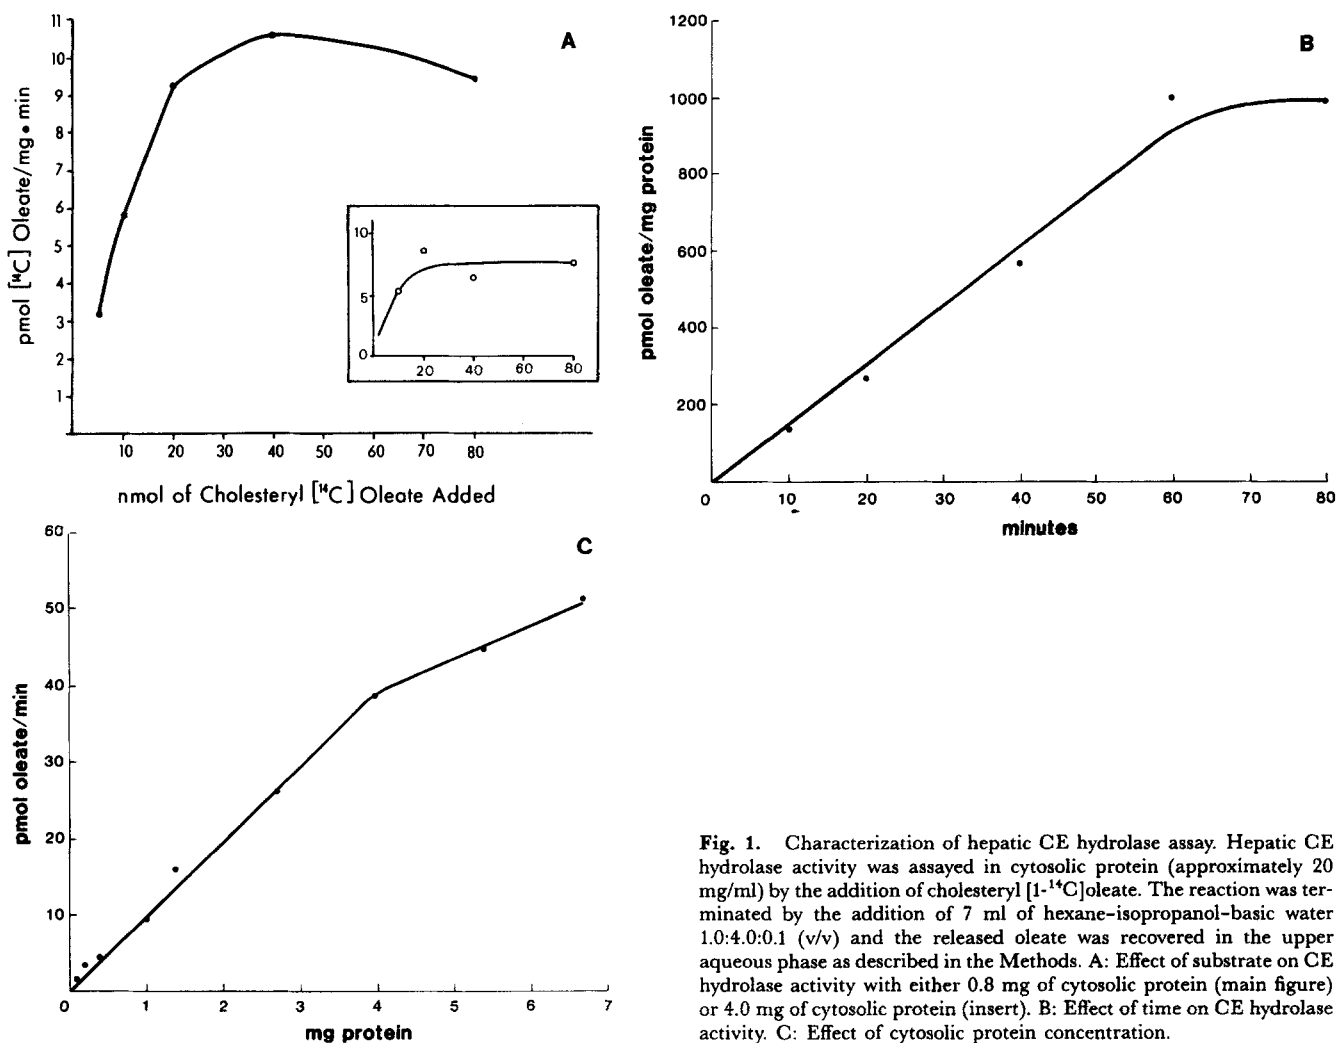 A
pmol [¹⁴C] Oleate/mg•min
11
10
9
8
7
6
5
4
3
2
1
10 20 30 40 50 60 70 80
nmol of Cholesteryl [¹⁴C] Oleate Added
10
5
0
20 40 60 80
B
pmol oleate/mg protein
1200
1000
800
600
400
200
0 10 20 30 40 50 60 70 80
minutes
C
pmol oleate/min
60
50
40
30
20
10
0 1 2 3 4 5 6 7
mg protein
Fig. 1. Characterization of hepatic CE hydrolase assay. Hepatic CE
hydrolase activity was assayed in cytosolic protein (approximately 20
mg/ml) by the addition of cholesteryl [1-¹⁴C]oleate. The reaction was ter-
minated by the addition of 7 ml of hexane-isopropanol-basic water
1.0:4.0:0.1 (v/v) and the released oleate was recovered in the upper
aqueous phase as described in the Methods. A: Effect of substrate on CE
hydrolase activity with either 0.8 mg of cytosolic protein (main figure)
or 4.0 mg of cytosolic protein (insert). B: Effect of time on CE hydrolase
activity. C: Effect of cytosolic protein concentration.